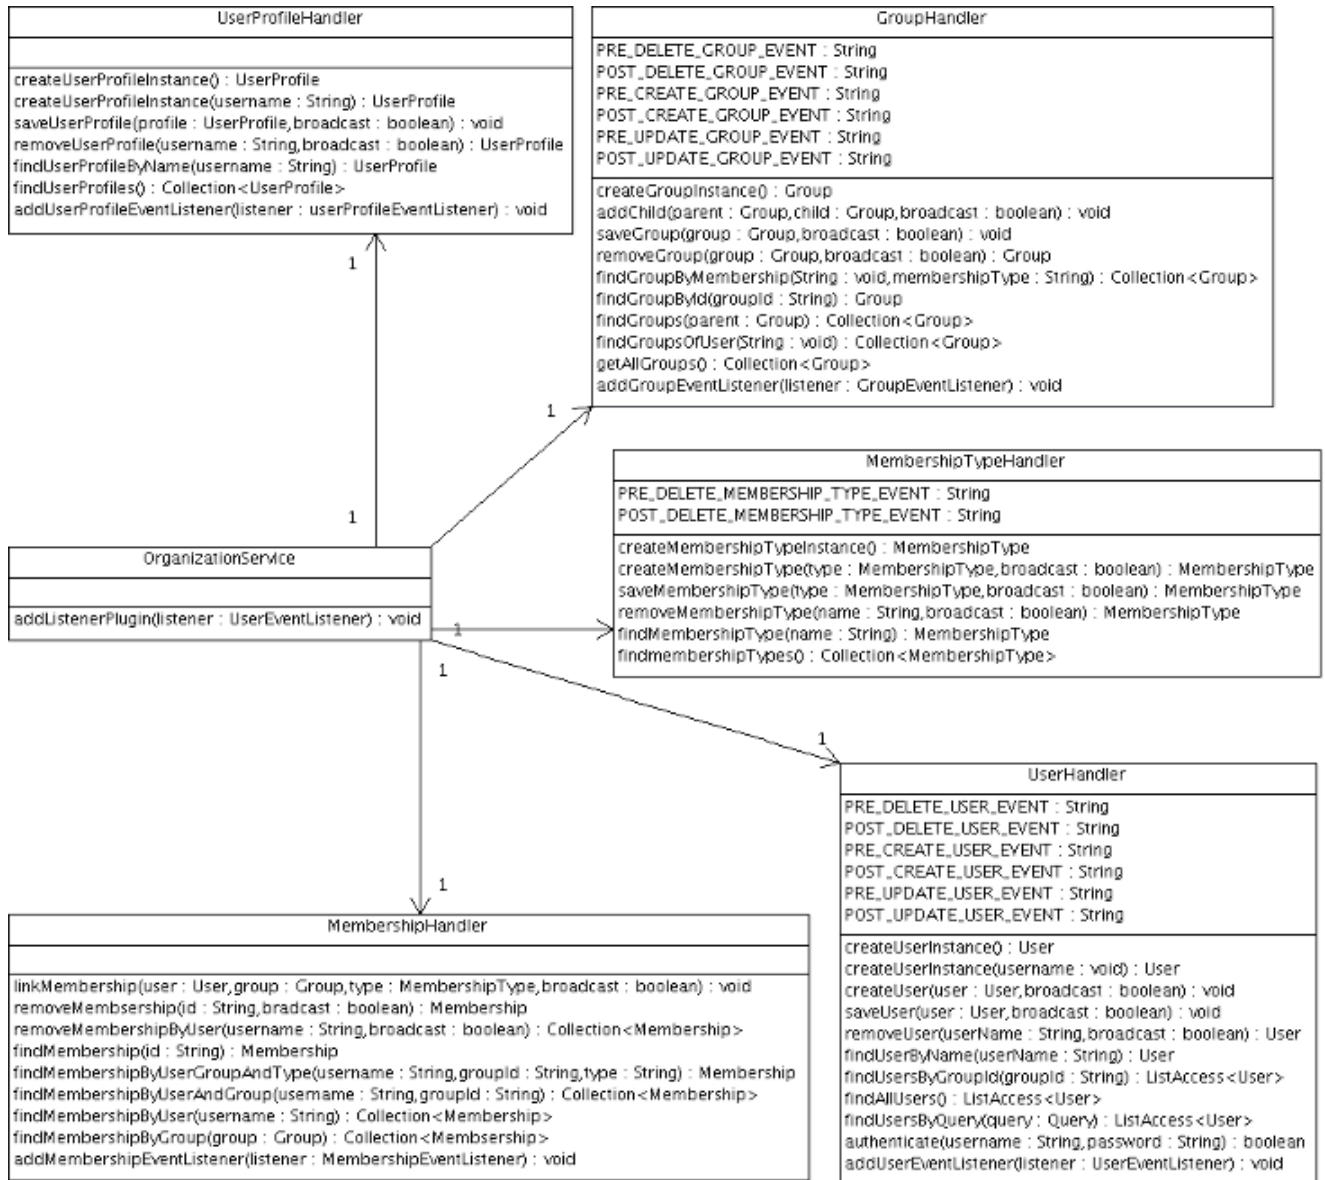 UserProfileHandler
createUserProfileInstance() : UserProfile
createUserProfileInstance(username : String) : UserProfile
saveUserProfile(profile : UserProfile,broadcast : boolean) : void
removeUserProfile(username : String,broadcast : boolean) : UserProfile
findUserProfileByName(username : String) : UserProfile
findUserProfiles() : Collection<UserProfile>
addUserProfileEventListener(listener : userProfileEventListener) : void
GroupHandler
PRE_DELETE_GROUP_EVENT : String
POST_DELETE_GROUP_EVENT : String
PRE_CREATE_GROUP_EVENT : String
POST_CREATE_GROUP_EVENT : String
PRE_UPDATE_GROUP_EVENT : String
POST_UPDATE_GROUP_EVENT : String
createGroupInstance() : Group
addChild(parent : Group,child : Group,broadcast : boolean) : void
saveGroup(group : Group,broadcast : boolean) : void
removeGroup(group : Group,broadcast : boolean) : Group
findGroupByMembership(String : void,membershipType : String) : Collection<Group>
findGroupById(groupId : String) : Group
findGroups(parent : Group) : Collection<Group>
findGroupsOfUser(String : void) : Collection<Group>
getAllGroups() : Collection<Group>
addGroupEventListener(listener : GroupEventListener) : void
1
1
1
MembershipTypeHandler
PRE_DELETE_MEMBERSHIP_TYPE_EVENT : String
POST_DELETE_MEMBERSHIP_TYPE_EVENT : String
createMembershipTypeInstance() : MembershipType
createMembershipType(type : MembershipType,broadcast : boolean) : MembershipType
saveMembershipType(type : MembershipType,broadcast : boolean) : MembershipType
removeMembershipType(name : String,broadcast : boolean) : MembershipType
findMembershipType(name : String) : MembershipType
findmembershipTypes() : Collection<MembershipType>
OrganizationService
addListenerPlugin(listener : UserEventListener) : void
1
1
1
1
UserHandler
PRE_DELETE_USER_EVENT : String
POST_DELETE_USER_EVENT : String
PRE_CREATE_USER_EVENT : String
POST_CREATE_USER_EVENT : String
PRE_UPDATE_USER_EVENT : String
POST_UPDATE_USER_EVENT : String
createUserInstance() : User
createUserInstance(username : void) : User
createUser(user : User,broadcast : boolean) : void
saveUser(user : User,broadcast : boolean) : void
removeUser(userName : String,broadcast : boolean) : User
findUserByName(userName : String) : User
findUsersByGroupId(groupId : String) : ListAccess<User>
findAllUsers() : ListAccess<User>
findUsersByQuery(query : Query) : ListAccess<User>
authenticate(username : String,password : String) : boolean
addUserEventListener(listener : UserEventListener) : void
MembershipHandler
linkMembership(user : User,group : Group,type : MembershipType,broadcast : boolean) : void
removeMembsership(id : String,bradcast : boolean) : Membership
removeMembershipByUser(username : String,broadcast : boolean) : Collection<Membership>
findMembership(id : String) : Membership
findMembershipByUserGroupAndType(username : String,groupId : String,type : String) : Membership
findMembershipByUserAndGroup(username : String,groupId : String) : Collection<Membership>
findMembershipByUser(username : String) : Collection<Membership>
findMembershipByGroup(group : Group) : Collection<Membsership>
addMembershipEventListener(listener : MembershipEventListener) : void